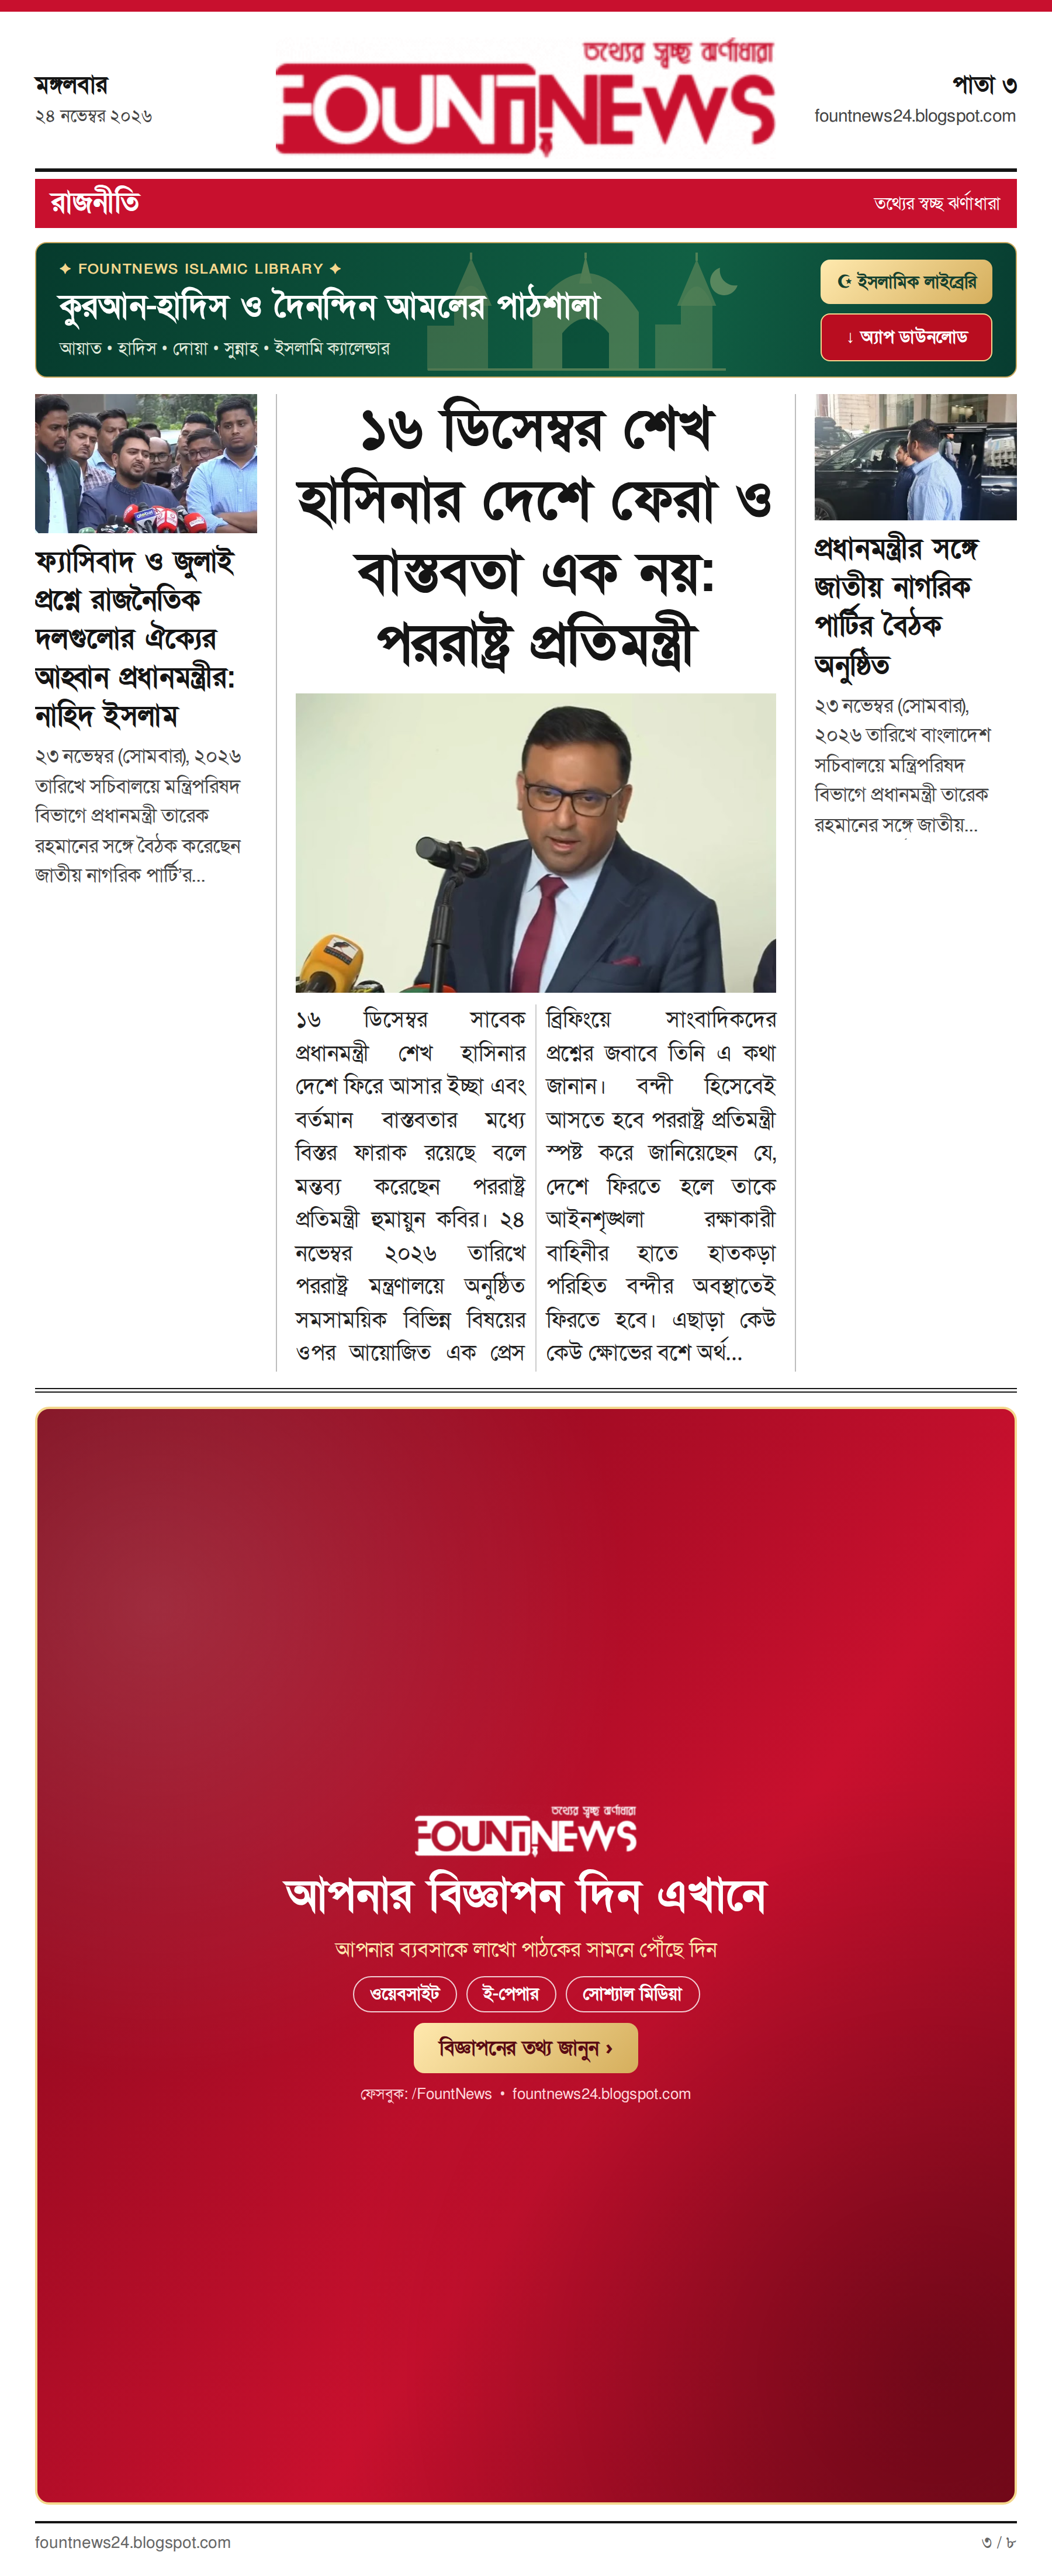 মঙ্গলবার
২৪ নভেম্বর ২০২৬
তথ্যের স্বচ্ছ ঝর্ণাধারা
FOUNTNEWS
পাতা ৩
fountnews24.blogspot.com
রাজনীতি
তথ্যের স্বচ্ছ ঝর্ণাধারা
✦ FOUNTNEWS ISLAMIC LIBRARY ✦
কুরআন-হাদিস ও দৈনন্দিন আমলের পাঠশালা
আয়াত • হাদিস • দোয়া • সুন্নাহ • ইসলামি ক্যালেন্ডার
☪ ইসলামিক লাইব্রেরি
↓ অ্যাপ ডাউনলোড
ফ্যাসিবাদ ও জুলাই
প্রশ্নে রাজনৈতিক
দলগুলোর ঐক্যের
আহ্বান প্রধানমন্ত্রীর:
নাহিদ ইসলাম
২৩ নভেম্বর (সোমবার), ২০২৬
তারিখে সচিবালয়ে মন্ত্রিপরিষদ
বিভাগে প্রধানমন্ত্রী তারেক
রহমানের সঙ্গে বৈঠক করেছেন
জাতীয় নাগরিক পার্টি’র...
১৬ ডিসেম্বর শেখ
হাসিনার দেশে ফেরা ও
বাস্তবতা এক নয়:
পররাষ্ট্র প্রতিমন্ত্রী
১৬ ডিসেম্বর সাবেক
প্রধানমন্ত্রী শেখ হাসিনার
দেশে ফিরে আসার ইচ্ছা এবং
বর্তমান বাস্তবতার মধ্যে
বিস্তর ফারাক রয়েছে বলে
মন্তব্য করেছেন পররাষ্ট্র
প্রতিমন্ত্রী হুমায়ুন কবির। ২৪
নভেম্বর ২০২৬ তারিখে
পররাষ্ট্র মন্ত্রণালয়ে অনুষ্ঠিত
সমসাময়িক বিভিন্ন বিষয়ের
ওপর আয়োজিত এক প্রেস
ব্রিফিংয়ে সাংবাদিকদের
প্রশ্নের জবাবে তিনি এ কথা
জানান। বন্দী হিসেবেই
আসতে হবে পররাষ্ট্র প্রতিমন্ত্রী
স্পষ্ট করে জানিয়েছেন যে,
দেশে ফিরতে হলে তাকে
আইনশৃঙ্খলা রক্ষাকারী
বাহিনীর হাতে হাতকড়া
পরিহিত বন্দীর অবস্থাতেই
ফিরতে হবে। এছাড়া কেউ
কেউ ক্ষোভের বশে অর্থ...
প্রধানমন্ত্রীর সঙ্গে
জাতীয় নাগরিক
পার্টির বৈঠক
অনুষ্ঠিত
২৩ নভেম্বর (সোমবার),
২০২৬ তারিখে বাংলাদেশ
সচিবালয়ে মন্ত্রিপরিষদ
বিভাগে প্রধানমন্ত্রী তারেক
রহমানের সঙ্গে জাতীয়...
তথ্যের স্বচ্ছ ঝর্ণাধারা
FOUNTNEWS
আপনার বিজ্ঞাপন দিন এখানে
আপনার ব্যবসাকে লাখো পাঠকের সামনে পৌঁছে দিন
ওয়েবসাইট
ই-পেপার
সোশ্যাল মিডিয়া
বিজ্ঞাপনের তথ্য জানুন ›
ফেসবুক: /FountNews • fountnews24.blogspot.com
fountnews24.blogspot.com
৩ / ৮